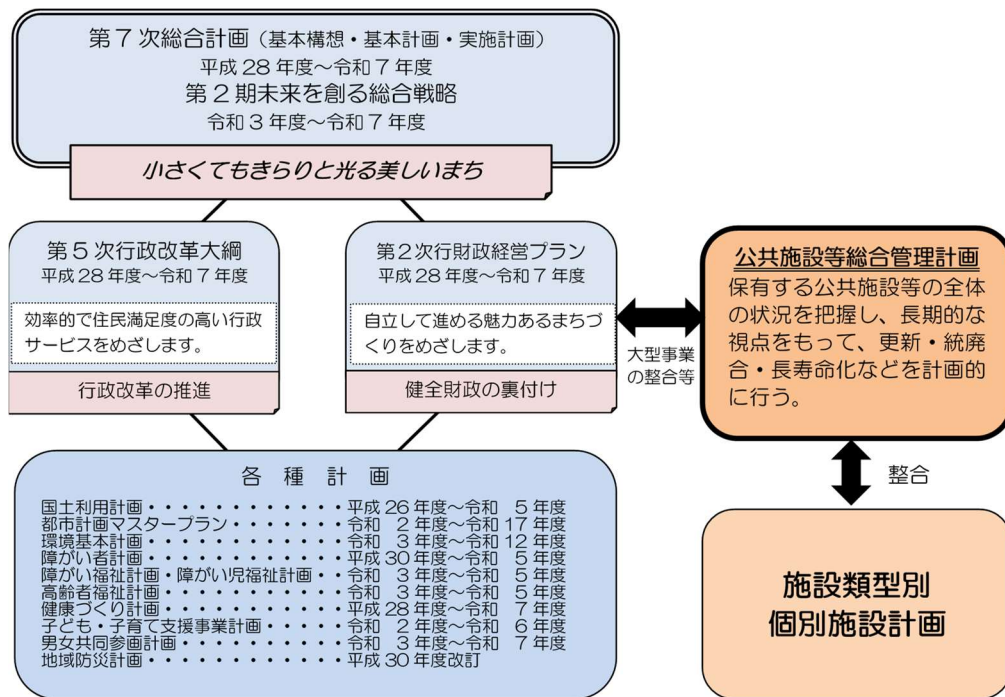 第7次総合計画（基本構想・基本計画・実施計画）
平成28年度～令和7年度
第2期未来を創る総合戦略
令和3年度～令和7年度
小さくてもきらりと光る美しいまち
第5次行政改革大綱
平成28年度～令和7年度
効率的で住民満足度の高い行政
サービスをめざします。
行政改革の推進
第2次行財政経営プラン
平成28年度～令和7年度
自立して進める魅力あるまちづ
くりをめざします。
健全財政の裏付け
大型事業
の整合等
公共施設等総合管理計画
保有する公共施設等の全体
の状況を把握し、長期的な
視点をもって、更新・統廃
合・長寿命化などを計画的
に行う。
整合
施設類型別
個別施設計画
各種計画
国土利用計画・・・・・・・・・・・・平成26年度～令和 5年度
都市計画マスタープラン・・・・・・・令和 2年度～令和17年度
環境基本計画・・・・・・・・・・・・令和 3年度～令和12年度
障がい者計画・・・・・・・・・・・・平成30年度～令和 5年度
障がい福祉計画・障がい児福祉計画・・令和 3年度～令和 5年度
高齢者福祉計画・・・・・・・・・・・令和 3年度～令和 5年度
健康づくり計画・・・・・・・・・・・平成28年度～令和 7年度
子ども・子育て支援事業計画・・・・・令和 2年度～令和 6年度
男女共同参画計画・・・・・・・・・・令和 3年度～令和 7年度
地域防災計画・・・・・・・・・・・・平成30年度改訂